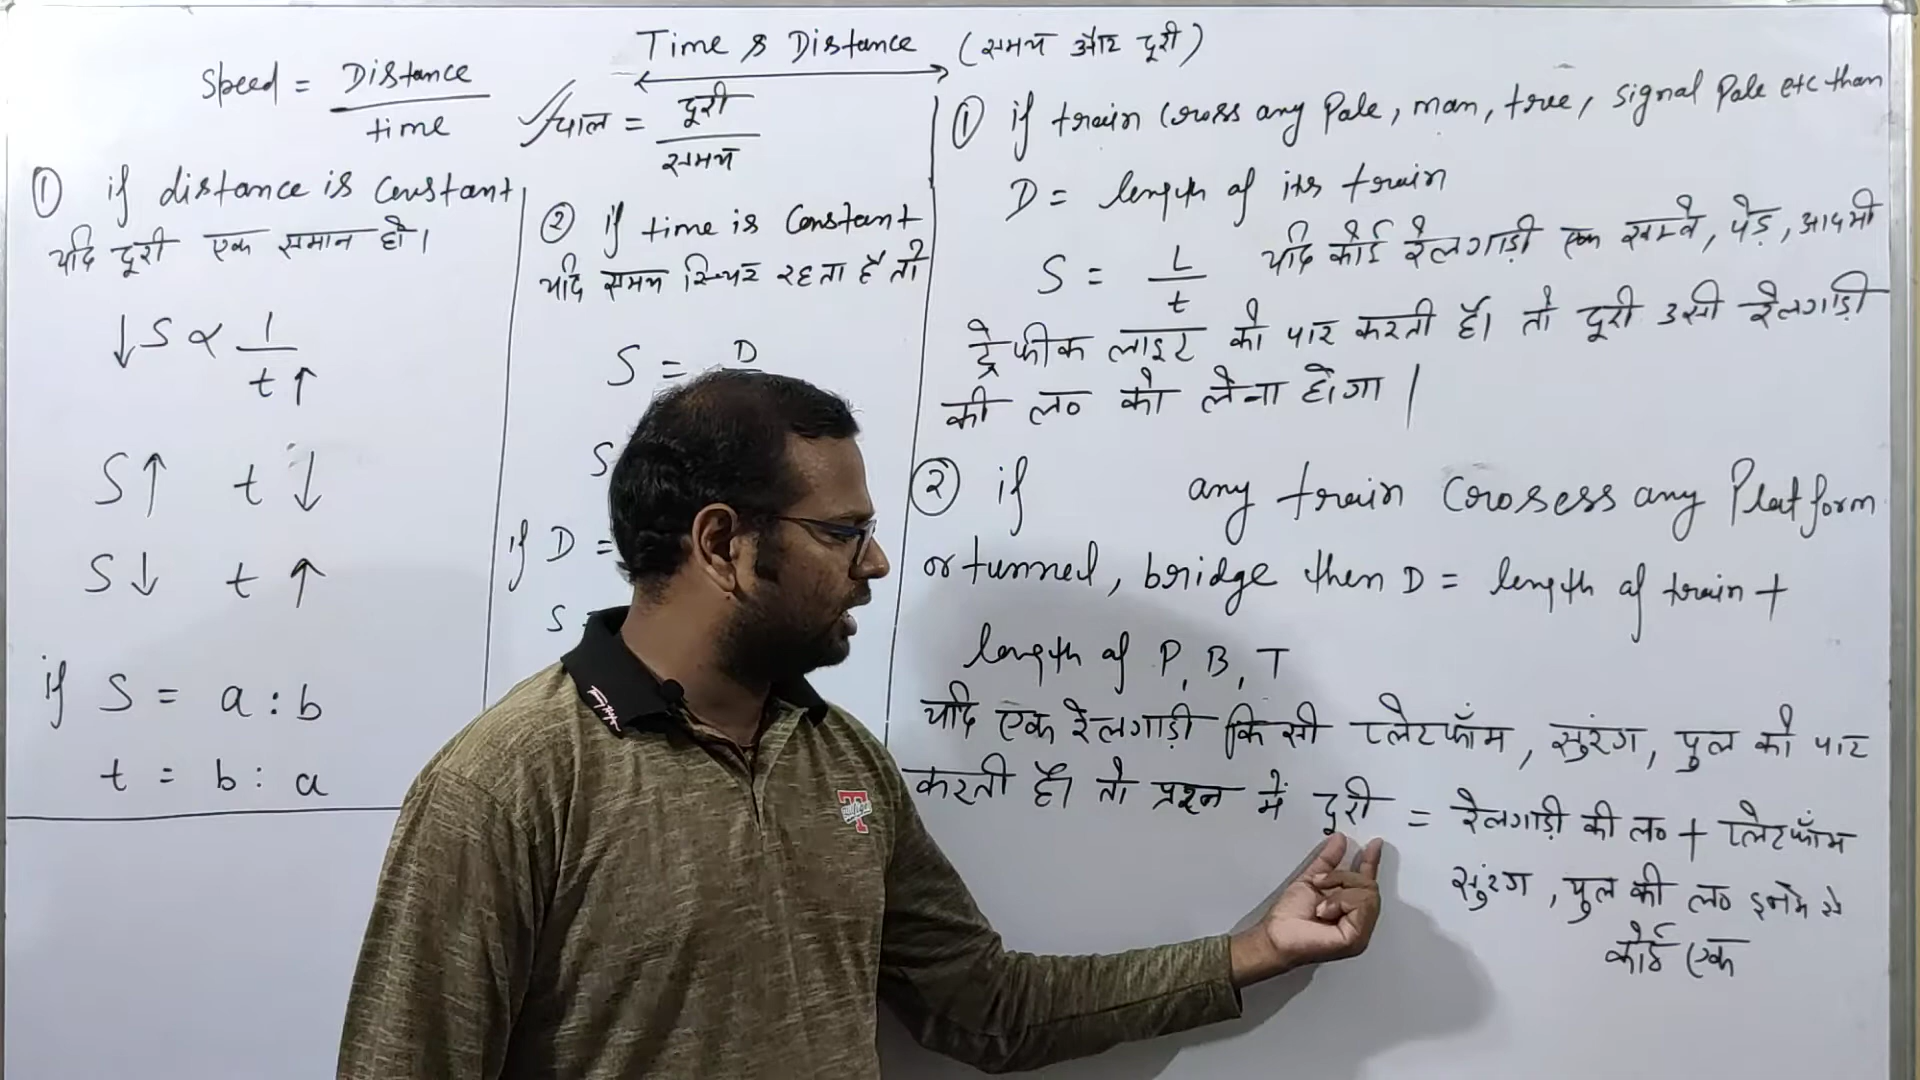 Time & Distance (समय और दूरी)
Speed = Distance / time
चाल = दूरी / समय
① if distance is Constant
यदि दूरी एक समान हो।
↓S ∝ 1 / t↑
S↑ t↓
S↓ t↑
if S = a : b
t = b : a
② if time is Constant
यदि समय स्थिर रहता है तो
S = D
S
if D =
S =
① if train Cross any Pole, man, tree, signal Pole etc than
D = length of its train
S = L / t
यदि कोई रेलगाड़ी एक खम्बे, पेड़, आदमी
ट्रेफीक लाइट को पार करती है। तो दूरी उसी रेलगाड़ी
की ल० को लेना होगा।
② if any train Crosess any Platform
or tunnel, bridge then D = length of train +
length of P, B, T
यदि एक रेलगाड़ी किसी प्लेटफॉम, सुरंग, पुल को पार
करती है। तो प्रश्न में दूरी = रेलगाड़ी की ल० + प्लेटफॉम
सुरंग, पुल की ल० इनमे से
कोई एक
T